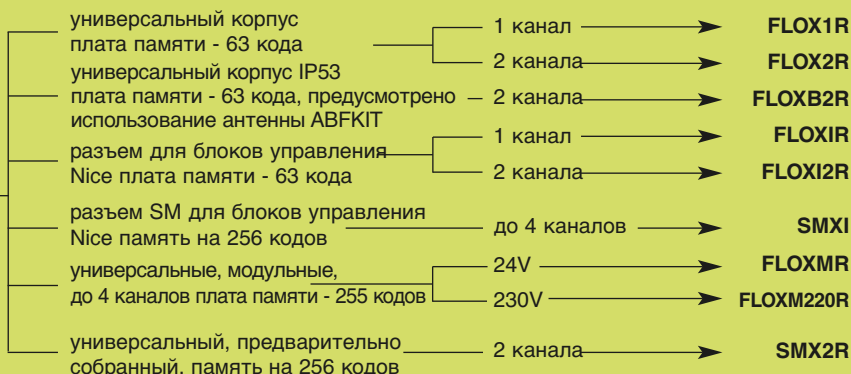 универсальный корпус
плата памяти - 63 кода
1 канал FLOX1R
2 канала FLOX2R
универсальный корпус IP53
плата памяти - 63 кода, предусмотрено
использование антенны ABFKIT
2 канала FLOXB2R
разъем для блоков управления
Nice плата памяти - 63 кода
1 канал FLOXIR
2 канала FLOXI2R
разъем SM для блоков управления
Nice память на 256 кодов
до 4 каналов SMXI
универсальные, модульные,
до 4 каналов плата памяти - 255 кодов
24V FLOXMR
230V FLOXM220R
универсальный, предварительно
собранный, память на 256 кодов
2 канала SMX2R